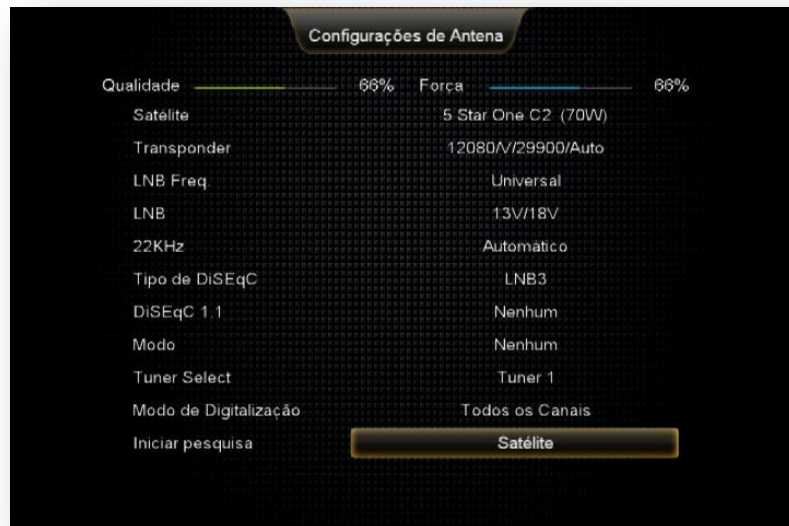 Configurações de Antena
Qualidade 66% Força 66%
Satélite 5 Star One C2 (70W)
Transponder 12080/V/29900/Auto
LNB Freq. Universal
LNB 13V/18V
22KHz Automático
Tipo de DiSEqC LNB3
DiSEqC 1.1 Nenhum
Modo Nenhum
Tuner Select Tuner 1
Modo de Digitalização Todos os Canais
Iniciar pesquisa Satélite